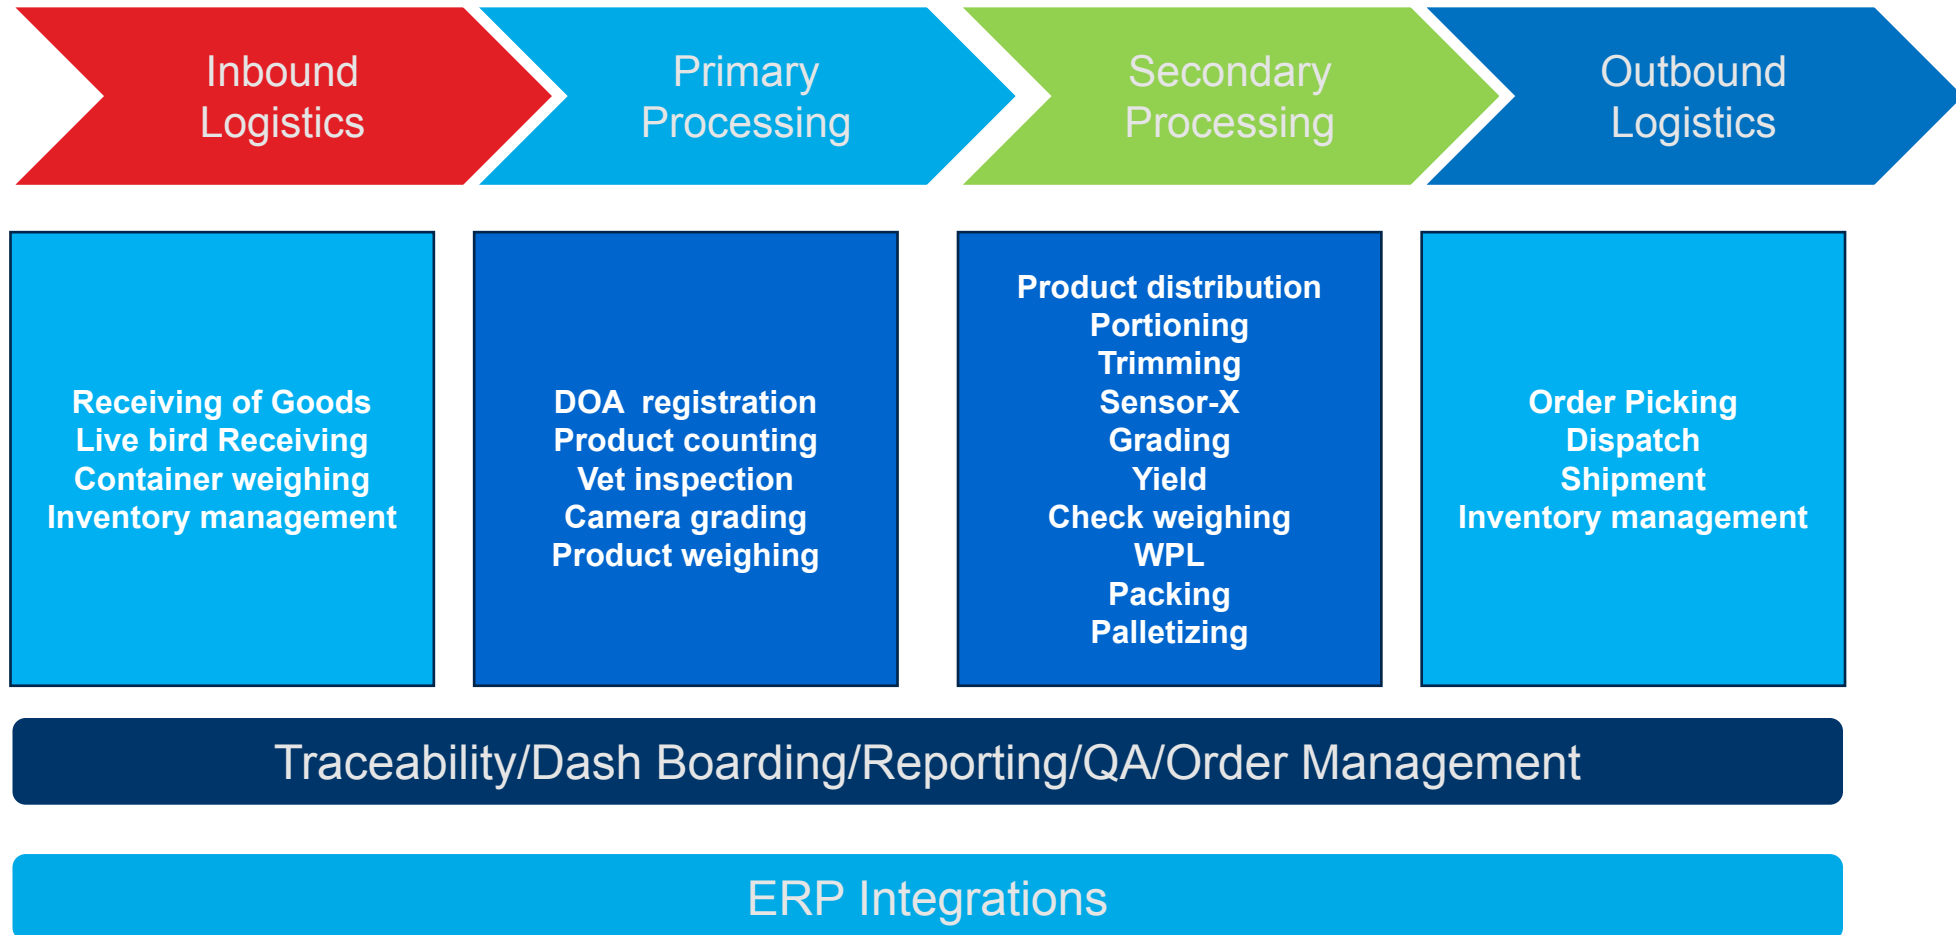 Inbound
Logistics
Primary
Processing
Secondary
Processing
Outbound
Logistics
Receiving of Goods
Live bird Receiving
Container weighing
Inventory management
DOA  registration
Product counting
Vet inspection
Camera grading
Product weighing
Product distribution
Portioning
Trimming
Sensor-X
Grading
Yield
Check weighing
WPL
Packing
Palletizing
Order Picking
Dispatch
Shipment
Inventory management
Traceability/Dash Boarding/Reporting/QA/Order Management
ERP Integrations